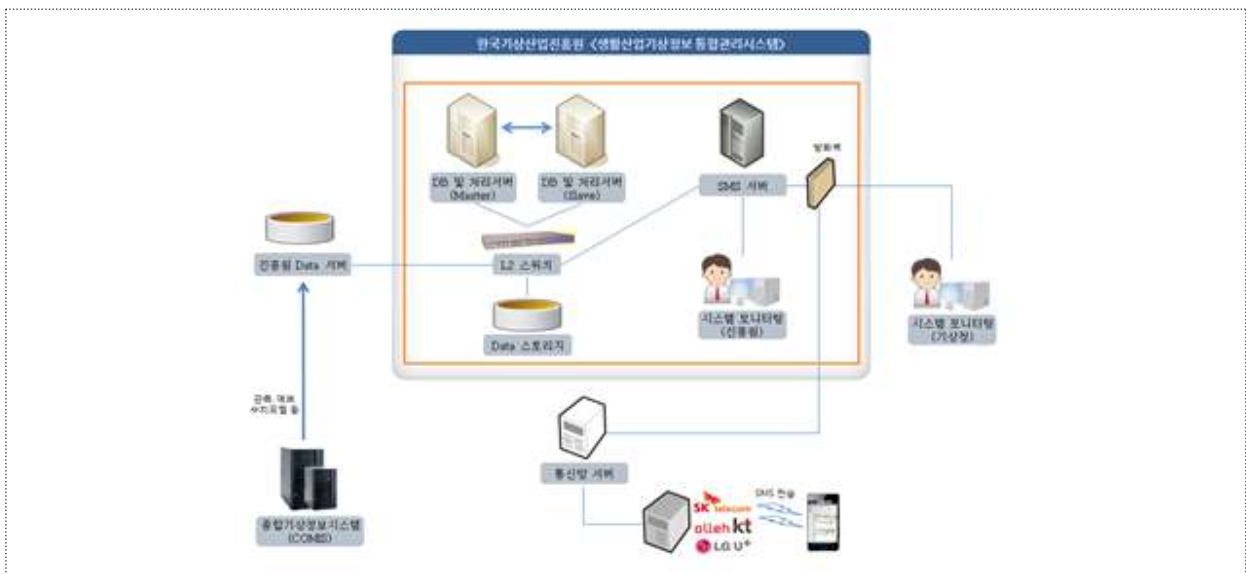 한국기상산업진흥원 <생활산업기상정보 통합관리시스템>
방화벽
DB 및 처리서버
(Master)
DB 및 처리서버
(Slave)
SMS 서버
진흥원 Data 서버
L2 스위치
Data 스토리지
시스템 모니터링
(진흥원)
시스템 모니터링
(기상청)
관측, 예보
수치모델 등
통신망 서버
종합기상정보시스템
(COMIS)
SMS 전송
SK telecom
olleh kt
LG U+